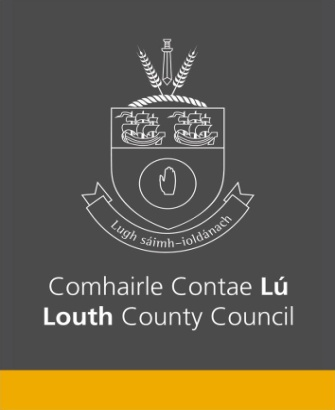 Lugh sáimh-ioldánach
Comhairle Contae Lú
Louth County Council